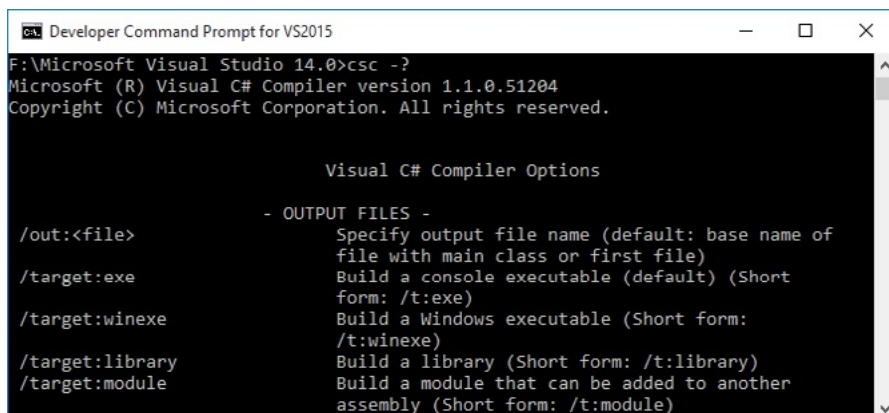 Developer Command Prompt for VS2015
F:\Microsoft Visual Studio 14.0>csc -?
Microsoft (R) Visual C# Compiler version 1.1.0.51204
Copyright (C) Microsoft Corporation. All rights reserved.
Visual C# Compiler Options
- OUTPUT FILES -
/out:<file> Specify output file name (default: base name of
file with main class or first file)
/target:exe Build a console executable (default) (Short
form: /t:exe)
/target:winexe Build a Windows executable (Short form:
/t:winexe)
/target:library Build a library (Short form: /t:library)
/target:module Build a module that can be added to another
assembly (Short form: /t:module)